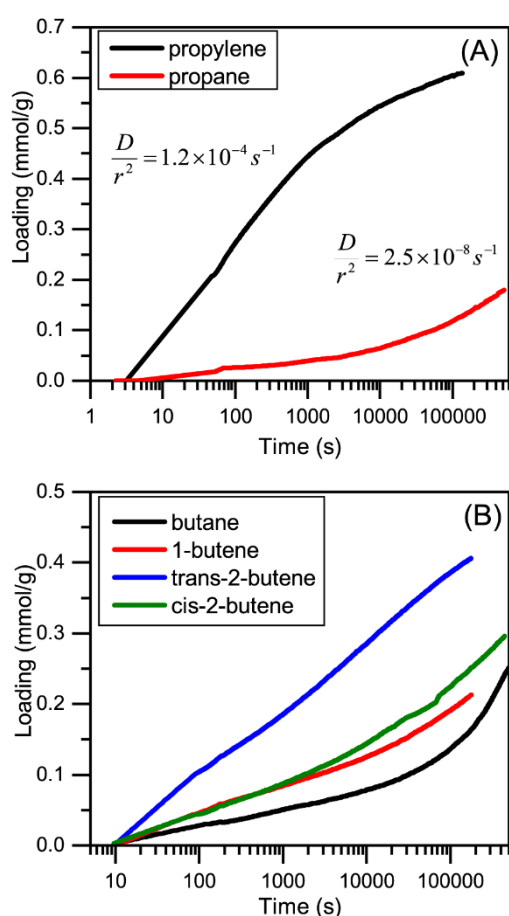 (A)
propylene
propane
Loading (mmol/g)
0.7
0.6
0.5
0.4
0.3
0.2
0.1
0.0
D/r² = 1.2×10⁻⁴ s⁻¹
D/r² = 2.5×10⁻⁸ s⁻¹
1 10 100 1000 10000 100000
Time (s)
(B)
butane
1-butene
trans-2-butene
cis-2-butene
Loading (mmol/g)
0.5
0.4
0.3
0.2
0.1
0.0
10 100 1000 10000 100000
Time (s)